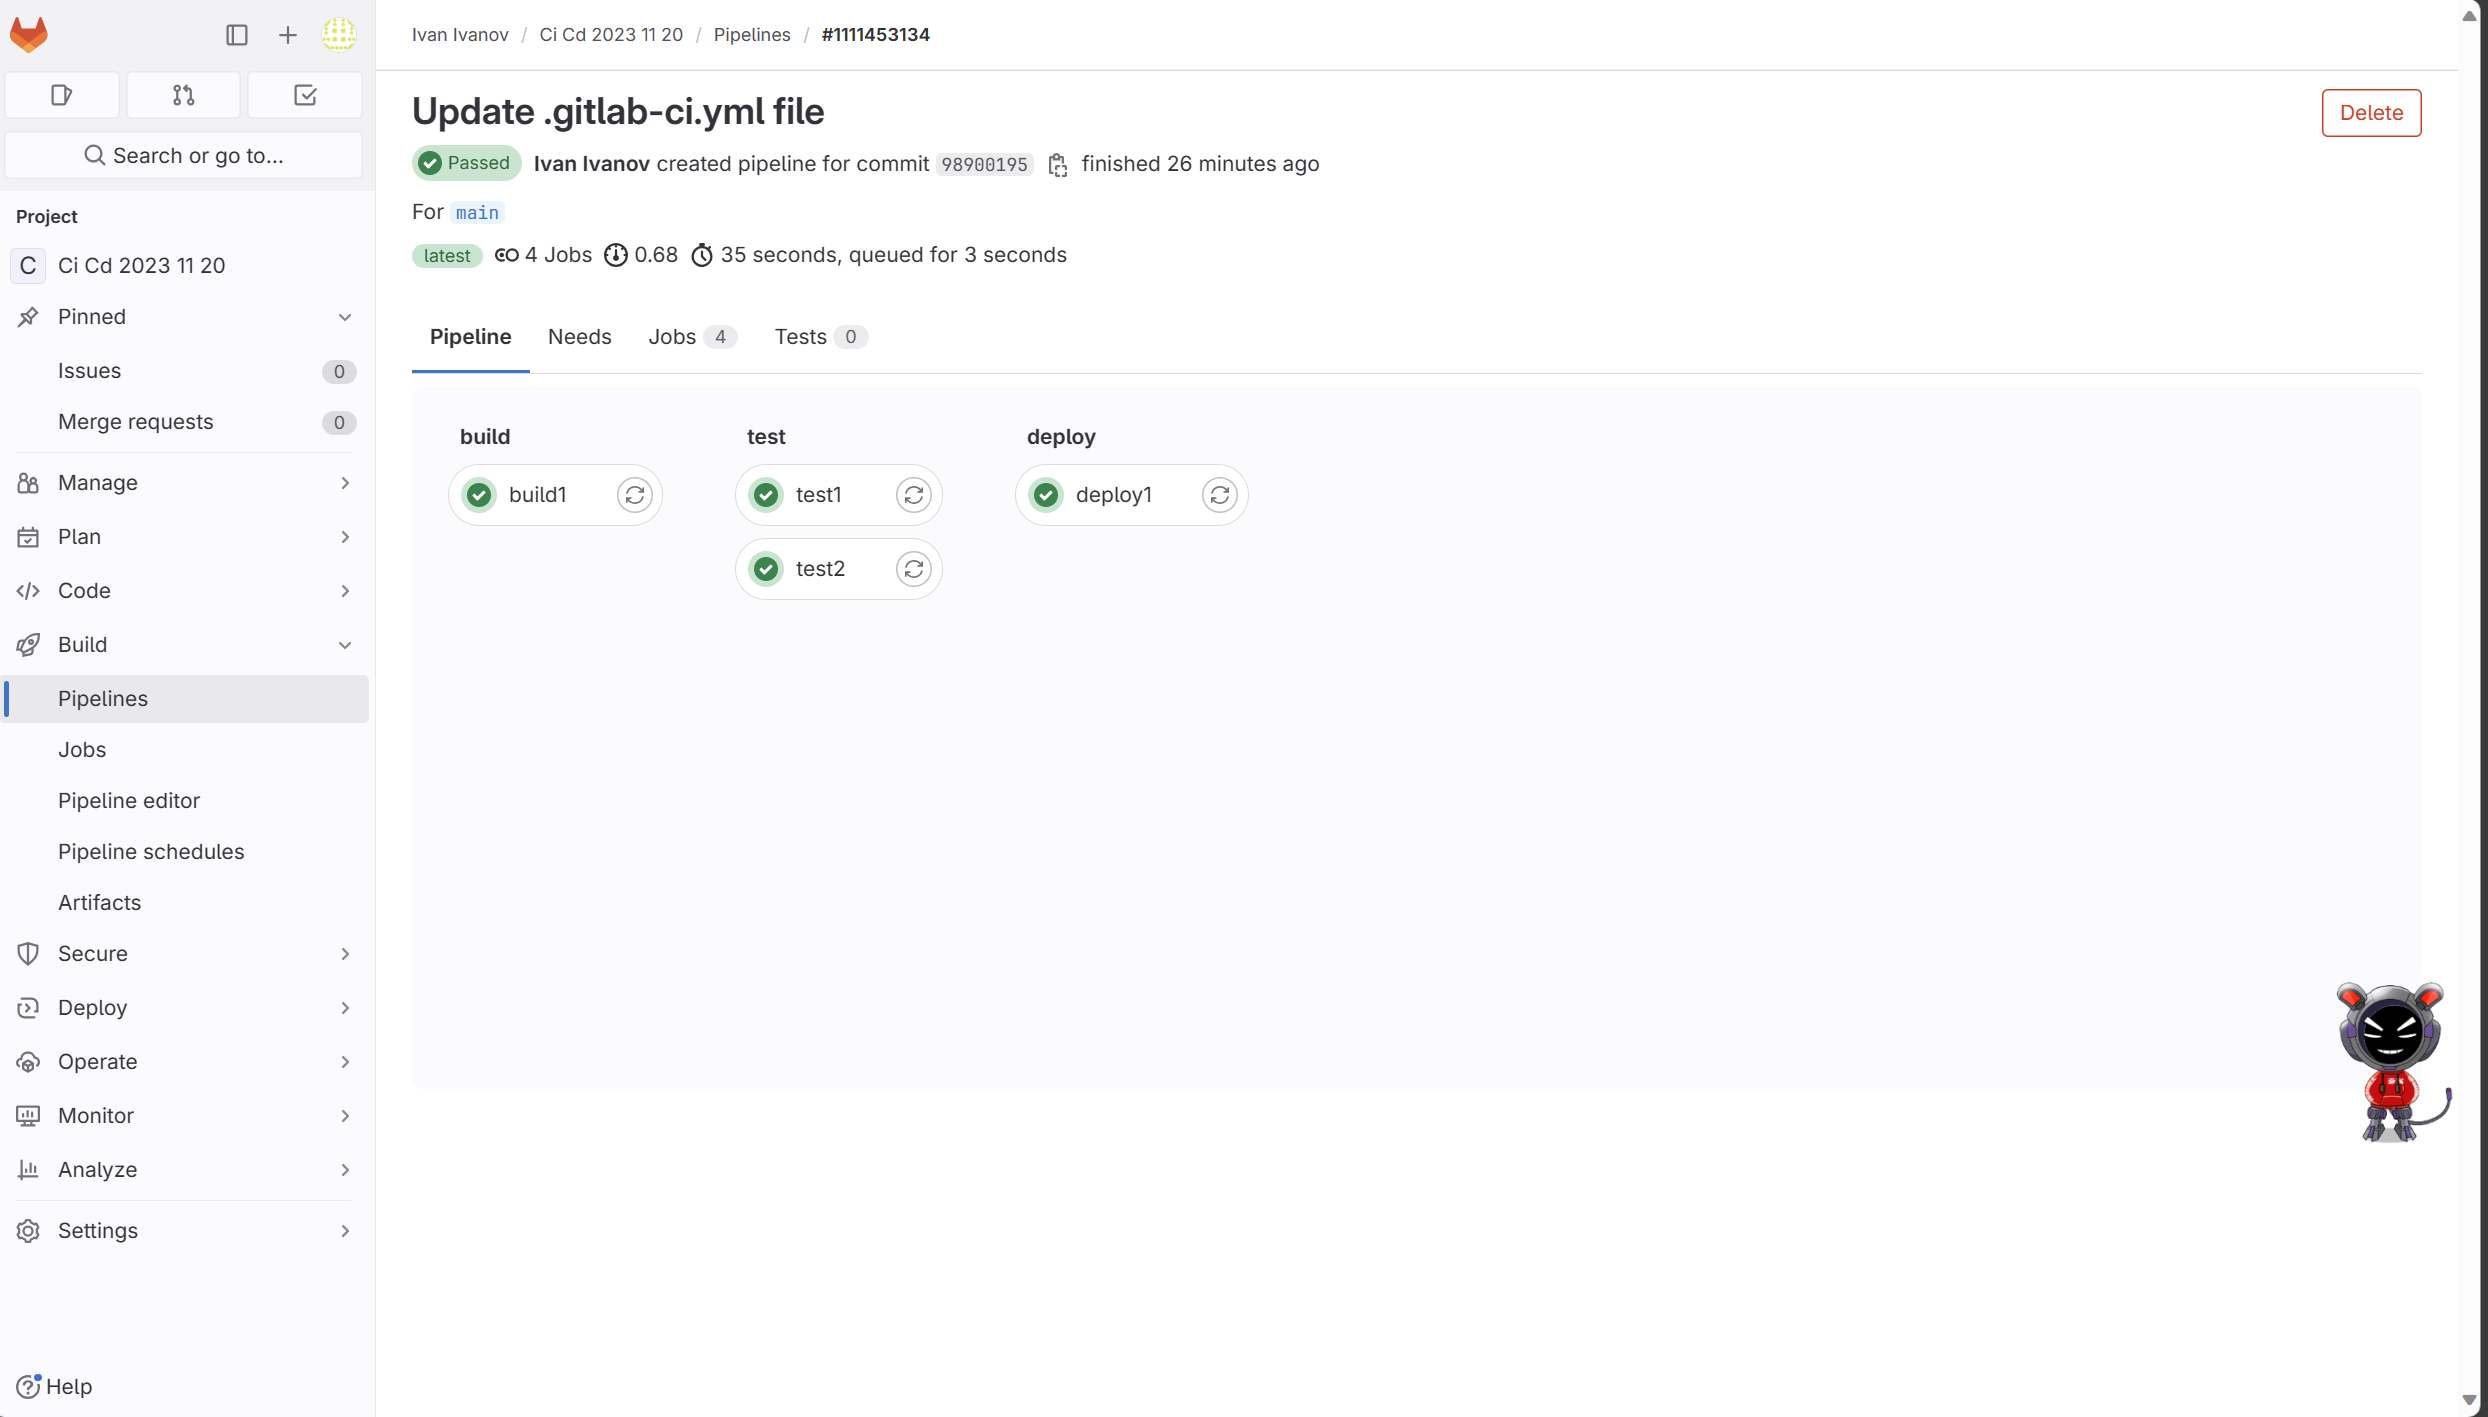 Ivan Ivanov / Ci Cd 2023 11 20 / Pipelines / #1111453134
Search or go to...
Project
C Ci Cd 2023 11 20
Pinned
Issues 0
Merge requests 0
Manage
Plan
Code
Build
Pipelines
Jobs
Pipeline editor
Pipeline schedules
Artifacts
Secure
Deploy
Operate
Monitor
Analyze
Settings
Help
Update .gitlab-ci.yml file
Delete
Passed Ivan Ivanov created pipeline for commit 98900195 finished 26 minutes ago
For main
latest 4 Jobs 0.68 35 seconds, queued for 3 seconds
Pipeline Needs Jobs 4 Tests 0
build test deploy
build1 test1 deploy1
test2